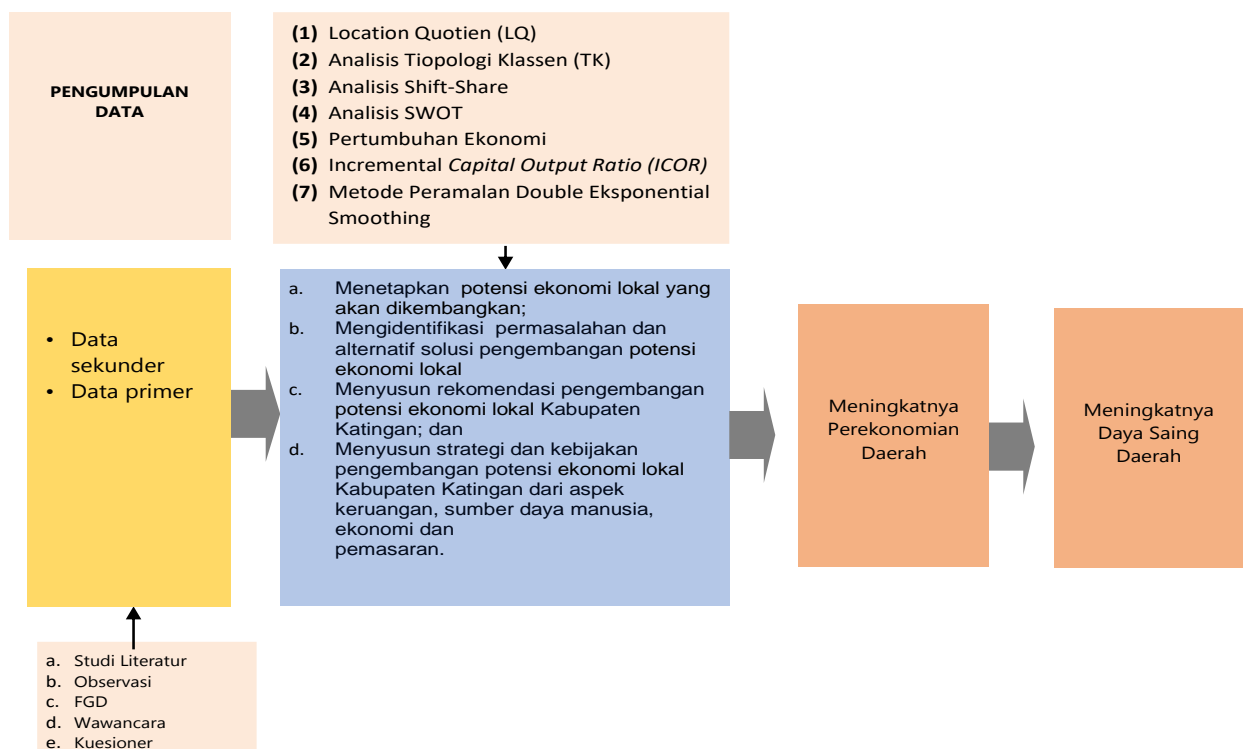 PENGUMPULAN
DATA
(1) Location Quotien (LQ)
(2) Analisis Tiopologi Klassen (TK)
(3) Analisis Shift-Share
(4) Analisis SWOT
(5) Pertumbuhan Ekonomi
(6) Incremental Capital Output Ratio (ICOR)
(7) Metode Peramalan Double Eksponential
Smoothing
• Data
sekunder
• Data primer
a. Menetapkan potensi ekonomi lokal yang
akan dikembangkan;
b. Mengidentifikasi permasalahan dan
alternatif solusi pengembangan potensi
ekonomi lokal
c. Menyusun rekomendasi pengembangan
potensi ekonomi lokal Kabupaten
Katingan; dan
d. Menyusun strategi dan kebijakan
pengembangan potensi ekonomi lokal
Kabupaten Katingan dari aspek
keruangan, sumber daya manusia,
ekonomi dan
pemasaran.
Meningkatnya
Perekonomian
Daerah
Meningkatnya
Daya Saing
Daerah
a. Studi Literatur
b. Observasi
c. FGD
d. Wawancara
e. Kuesioner